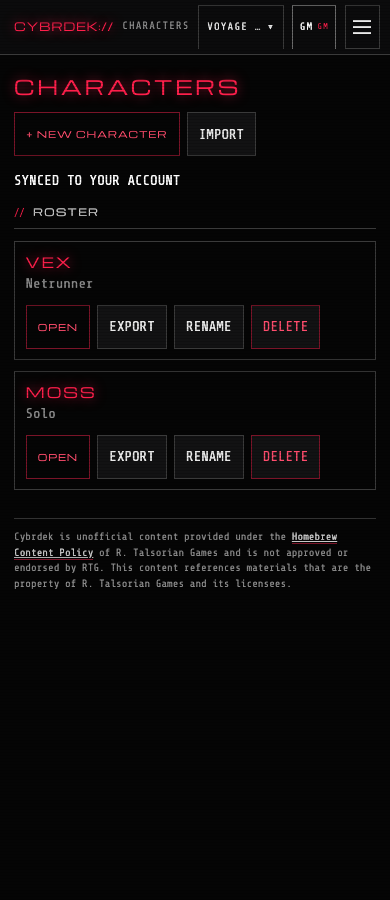 CYBRDEK:// CHARACTERS VOYAGE … ▾ GM GM
CHARACTERS
+ NEW CHARACTER IMPORT
SYNCED TO YOUR ACCOUNT
// ROSTER
VEX
Netrunner
OPEN EXPORT RENAME DELETE
MOSS
Solo
OPEN EXPORT RENAME DELETE
Cybrdek is unofficial content provided under the Homebrew
Content Policy of R. Talsorian Games and is not approved or
endorsed by RTG. This content references materials that are the
property of R. Talsorian Games and its licensees.